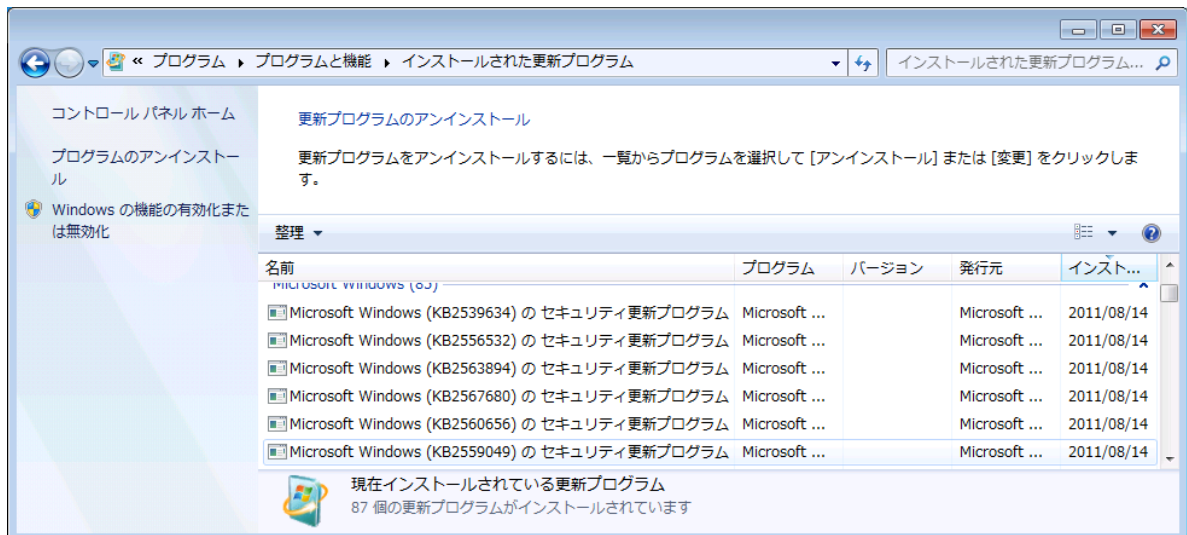 « プログラム ▸ プログラムと機能 ▸ インストールされた更新プログラム
インストールされた更新プログラム...
コントロール パネル ホーム
プログラムのアンインストー
ル
Windows の機能の有効化また
は無効化
更新プログラムのアンインストール
更新プログラムをアンインストールするには、一覧からプログラムを選択して [アンインストール] または [変更] をクリックしま
す。
整理
名前 プログラム バージョン 発行元 インスト...
Microsoft Windows (85)
Microsoft Windows (KB2539634) の セキュリティ更新プログラム Microsoft ... Microsoft ... 2011/08/14
Microsoft Windows (KB2556532) の セキュリティ更新プログラム Microsoft ... Microsoft ... 2011/08/14
Microsoft Windows (KB2563894) の セキュリティ更新プログラム Microsoft ... Microsoft ... 2011/08/14
Microsoft Windows (KB2567680) の セキュリティ更新プログラム Microsoft ... Microsoft ... 2011/08/14
Microsoft Windows (KB2560656) の セキュリティ更新プログラム Microsoft ... Microsoft ... 2011/08/14
Microsoft Windows (KB2559049) の セキュリティ更新プログラム Microsoft ... Microsoft ... 2011/08/14
現在インストールされている更新プログラム
87 個の更新プログラムがインストールされています